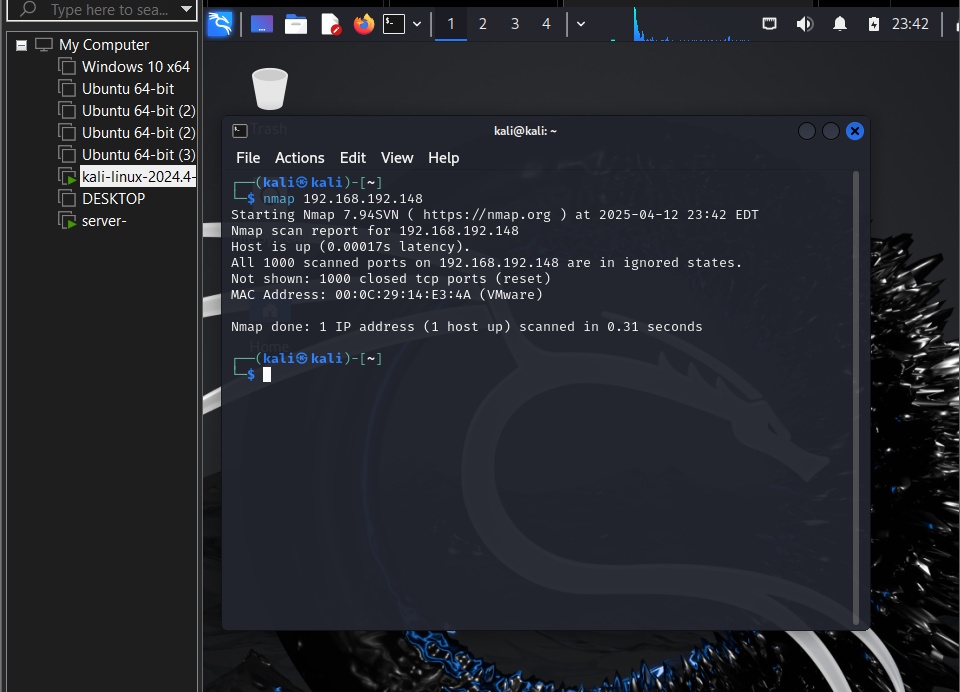 Type here to sea...
My Computer
Windows 10 x64
Ubuntu 64-bit
Ubuntu 64-bit (2)
Ubuntu 64-bit (2)
Ubuntu 64-bit (3)
kali-linux-2024.4-
DESKTOP
server-
1 2 3 4
23:42
Trash
kali@kali: ~
File Actions Edit View Help
┌──(kali㉿kali)-[~]
└─$ nmap 192.168.192.148
Starting Nmap 7.94SVN ( https://nmap.org ) at 2025-04-12 23:42 EDT
Nmap scan report for 192.168.192.148
Host is up (0.00017s latency).
All 1000 scanned ports on 192.168.192.148 are in ignored states.
Not shown: 1000 closed tcp ports (reset)
MAC Address: 00:0C:29:14:E3:4A (VMware)
Nmap done: 1 IP address (1 host up) scanned in 0.31 seconds
Home
┌──(kali㉿kali)-[~]
└─$